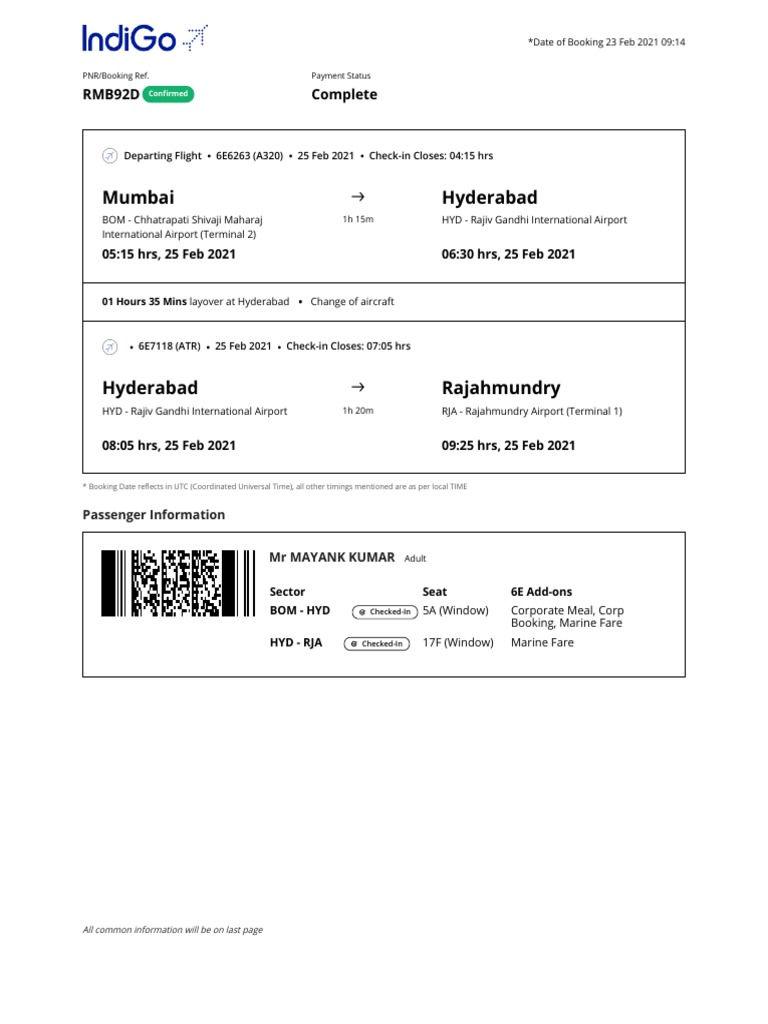 IndiGo
*Date of Booking 23 Feb 2021 09:14
PNR/Booking Ref.
Payment Status
RMB92D Confirmed
Complete
Departing Flight • 6E6263 (A320) • 25 Feb 2021 • Check-in Closes: 04:15 hrs
Mumbai → Hyderabad
BOM - Chhatrapati Shivaji Maharaj
International Airport (Terminal 2)
1h 15m
HYD - Rajiv Gandhi International Airport
05:15 hrs, 25 Feb 2021
06:30 hrs, 25 Feb 2021
01 Hours 35 Mins layover at Hyderabad • Change of aircraft
• 6E7118 (ATR) • 25 Feb 2021 • Check-in Closes: 07:05 hrs
Hyderabad → Rajahmundry
HYD - Rajiv Gandhi International Airport
1h 20m
RJA - Rajahmundry Airport (Terminal 1)
08:05 hrs, 25 Feb 2021
09:25 hrs, 25 Feb 2021
* Booking Date reflects in UTC (Coordinated Universal Time), all other timings mentioned are as per local TIME
Passenger Information
Mr MAYANK KUMAR Adult
Sector Seat 6E Add-ons
BOM - HYD Checked-In 5A (Window) Corporate Meal, Corp
Booking, Marine Fare
HYD - RJA Checked-In 17F (Window) Marine Fare
All common information will be on last page